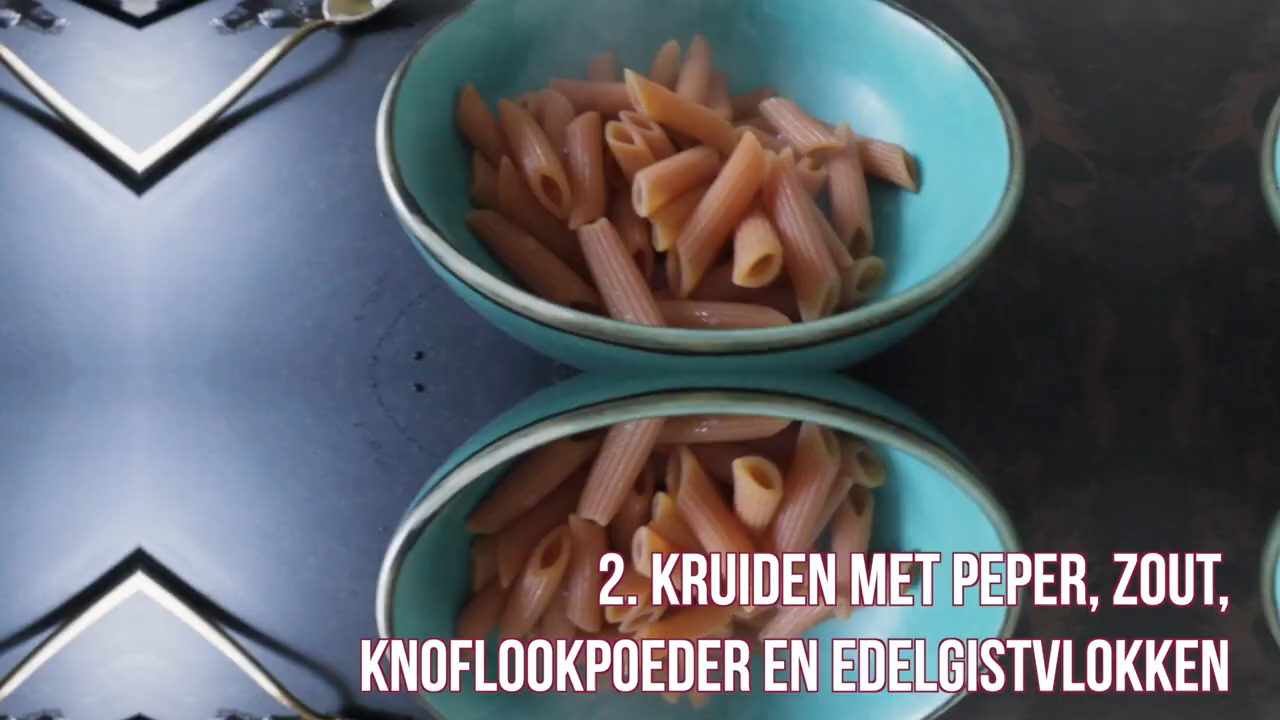 2. KRUIDEN MET PEPER, ZOUT,
KNOFLOOKPOEDER EN EDELGISTVLOKKEN